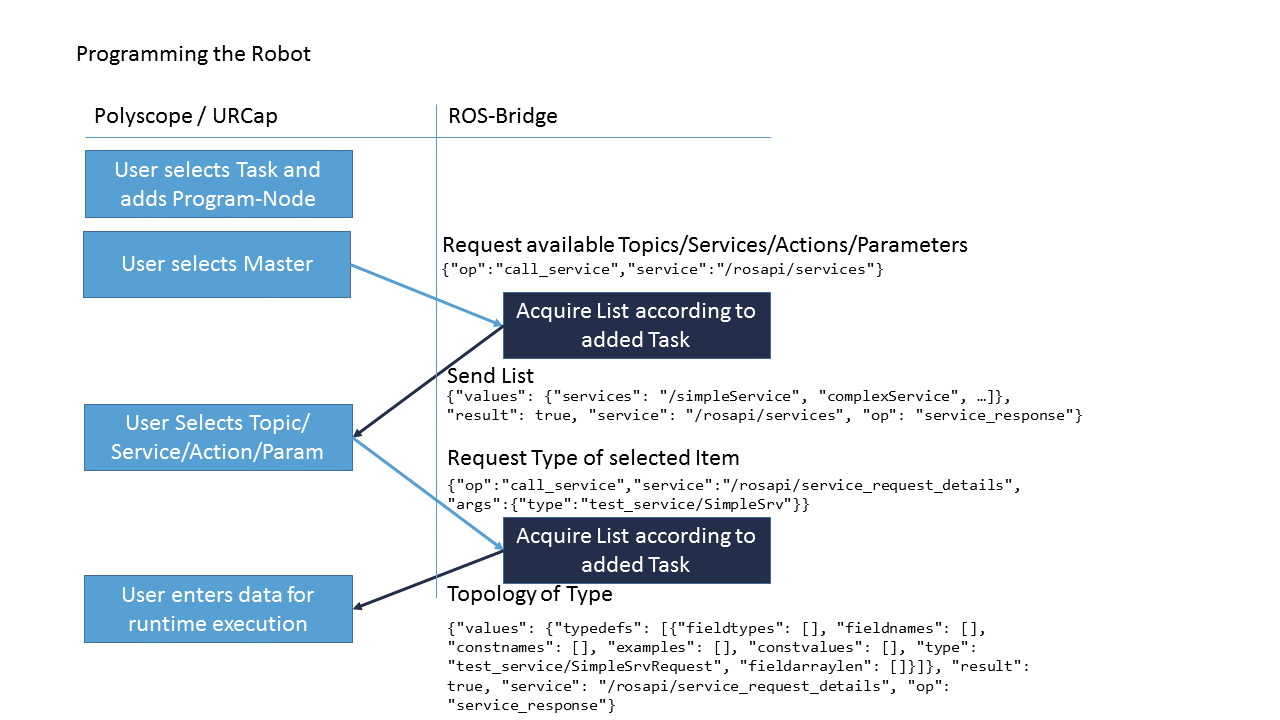 Programming the Robot
Polyscope / URCap
ROS-Bridge
User selects Task and
adds Program-Node
User selects Master
Request available Topics/Services/Actions/Parameters
{"op":"call_service","service":"/rosapi/services"}
Acquire List according to
added Task
Send List
{"values": {"services": "/simpleService", "complexService", …]},
"result": true, "service": "/rosapi/services", "op": "service_response"}
User Selects Topic/
Service/Action/Param
Request Type of selected Item
{"op":"call_service","service":"/rosapi/service_request_details",
"args":{"type":"test_service/SimpleSrv"}}
Acquire List according to
added Task
User enters data for
runtime execution
Topology of Type
{"values": {"typedefs": [{"fieldtypes": [], "fieldnames": [],
"constnames": [], "examples": [], "constvalues": [], "type":
"test_service/SimpleSrvRequest", "fieldarraylen": []}]}, "result":
true, "service": "/rosapi/service_request_details", "op":
"service_response"}